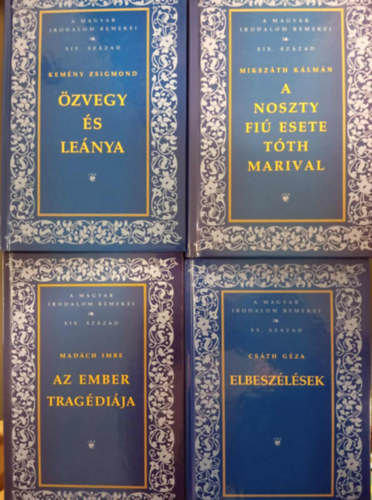 A MAGYAR
IRODALOM REMEKEI
XIX. SZÁZAD
KEMÉNY ZSIGMOND
ÖZVEGY
ÉS
LEÁNYA
A MAGYAR
IRODALOM REMEKEI
XIX. SZÁZAD
MIKSZÁTH KÁLMÁN
A
NOSZTY
FIÚ ESETE
TÓTH
MARIVAL
A MAGYAR
IRODALOM REMEKEI
XIX. SZÁZAD
MADÁCH IMRE
AZ EMBER
TRAGÉDIÁJA
A MAGYAR
IRODALOM REMEKEI
XX. SZÁZAD
CSÁTH GÉZA
ELBESZÉLÉSEK